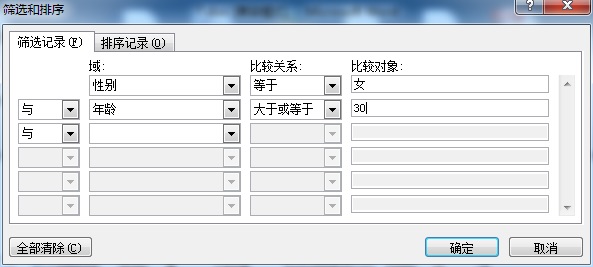 筛选和排序
筛选记录(F) 排序记录(O)
域: 比较关系: 比较对象:
性别 等于 女
与 年龄 大于或等于 30
与
全部清除(C) 确定 取消